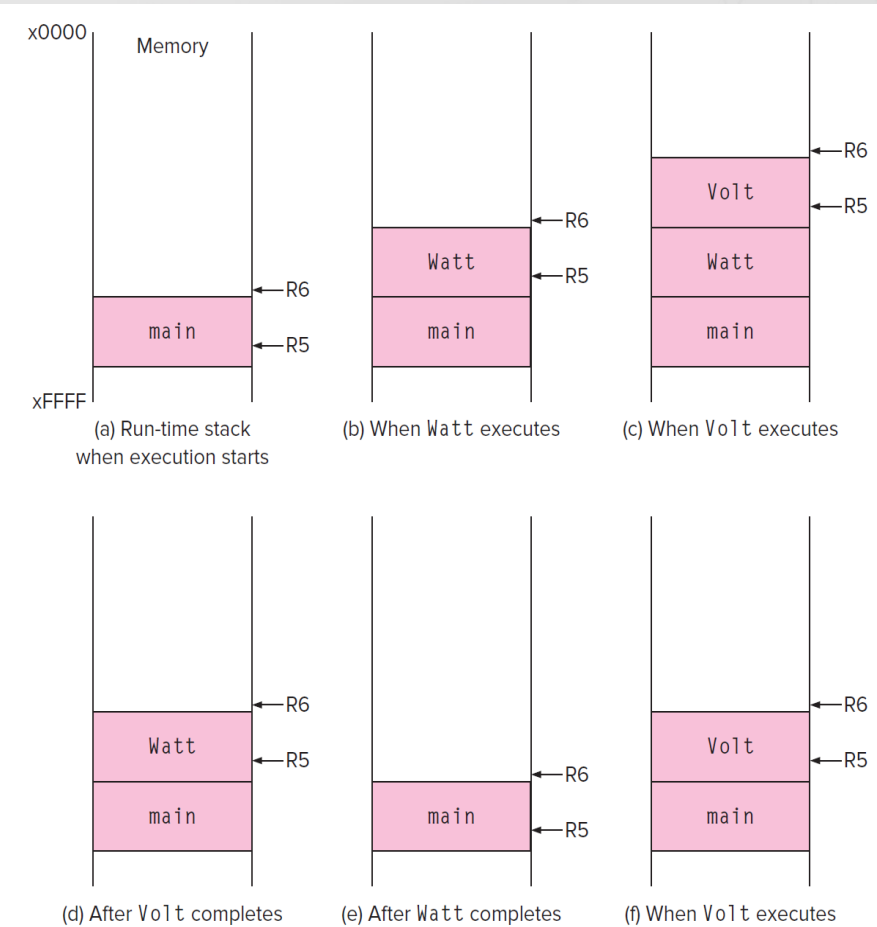 x0000
Memory
R6
R6
Volt
R5
R6
Watt
Watt
R5
R6
main
main
main
R5
xFFFF
(a) Run-time stack
when execution starts
(b) When Watt executes
(c) When Volt executes
R6
R6
Watt
Volt
R5
R5
R6
main
main
main
R5
(d) After Volt completes
(e) After Watt completes
(f) When Volt executes